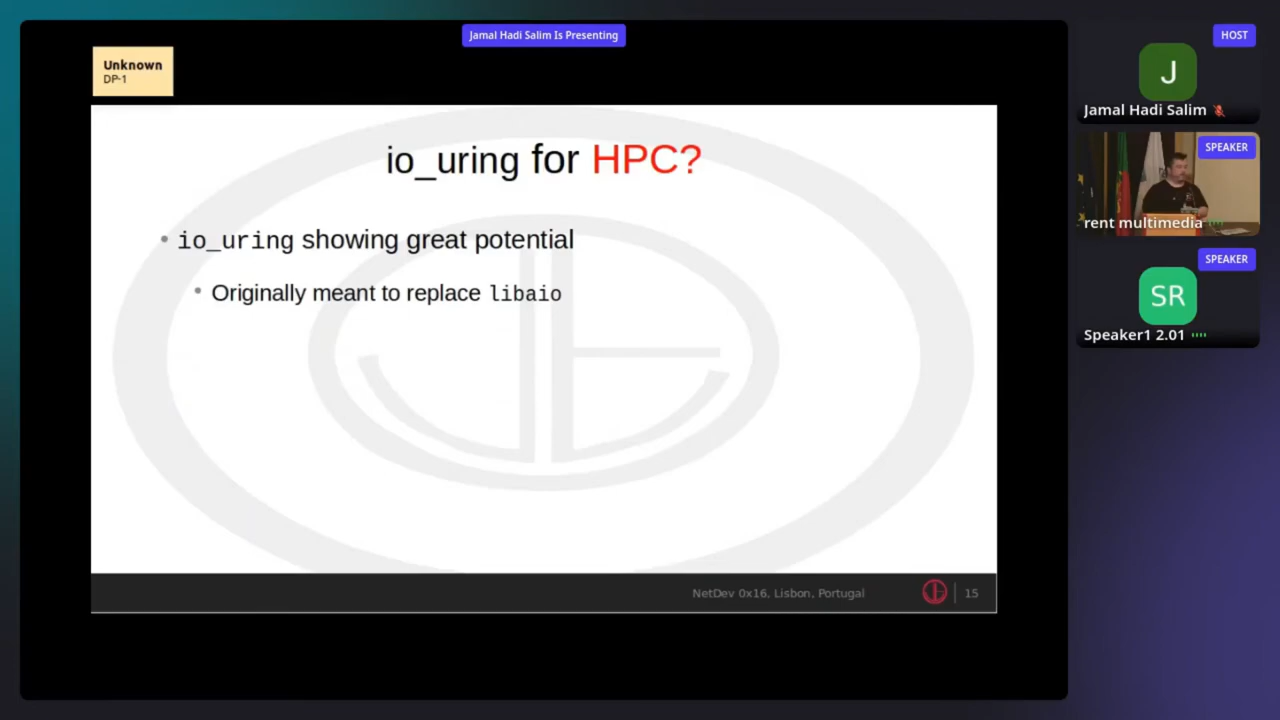 Jamal Hadi Salim Is Presenting
Unknown
DP-1
io_uring for HPC?
io_uring showing great potential
Originally meant to replace libaio
NetDev 0x16, Lisbon, Portugal
15
HOST
J
Jamal Hadi Salim
SPEAKER
rent multimedia
SPEAKER
SR
Speaker1 2.01